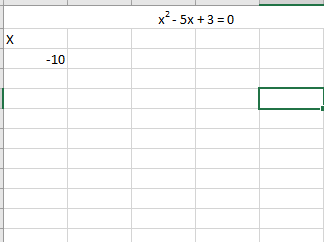 x² - 5x + 3 = 0
X
-10